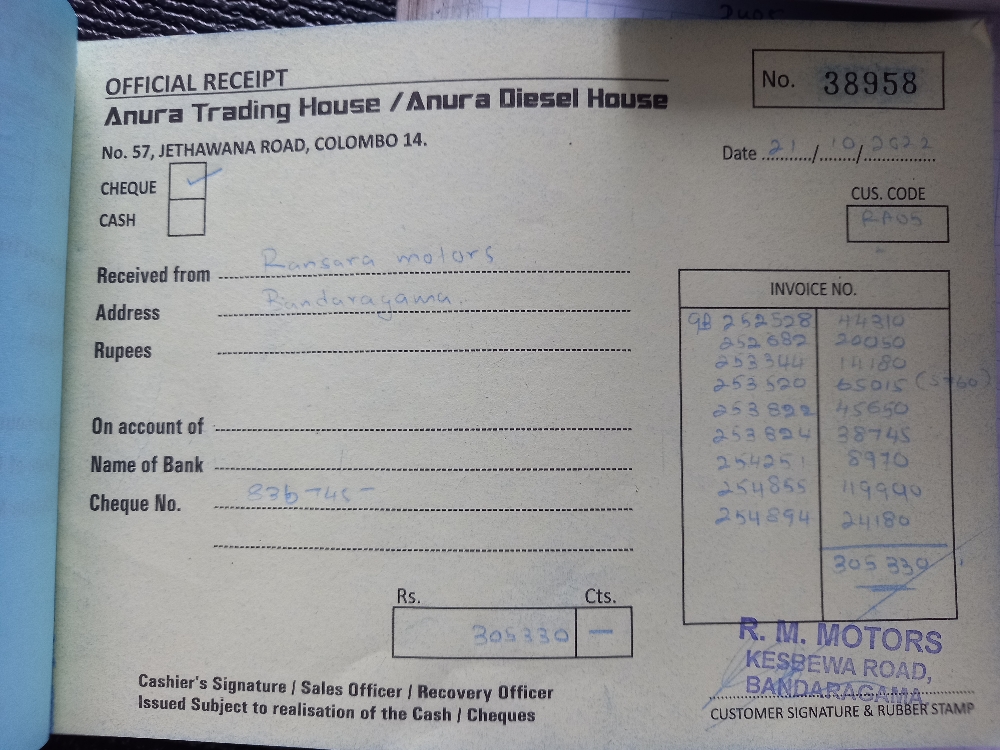 OFFICIAL RECEIPT
Anura Trading House / Anura Diesel House
No. 57, JETHAWANA ROAD, COLOMBO 14.
No. 38958
Date 21/10/2022
CHEQUE ✓
CASH
CUS. CODE
RA05
Received from Ransara motors
Address Bandaragama
Rupees
On account of
Name of Bank
Cheque No. 836745
INVOICE NO.
GB 252528 44310
252682 20050
253344 14180
253520 65015 (5760)
253822 45650
253824 38745
254251 8970
254855
254894 24180
305 330
Rs. Cts.
305330 —
Cashier's Signature / Sales Officer / Recovery Officer
Issued Subject to realisation of the Cash / Cheques
R. M. MOTORS
KESBEWA ROAD,
BANDARAGAMA
CUSTOMER SIGNATURE & RUBBER STAMP